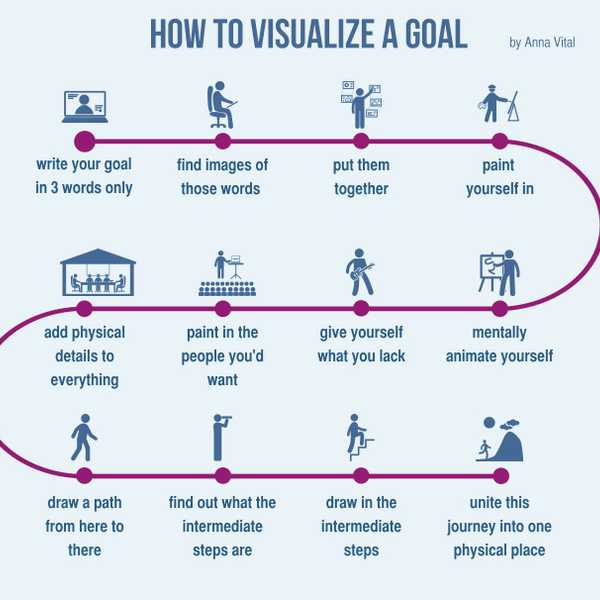 HOW TO VISUALIZE A GOAL
by Anna Vital
write your goal
in 3 words only
find images of
those words
put them
together
paint
yourself in
mentally
animate yourself
give yourself
what you lack
paint in the
people you'd
want
add physical
details to
everything
draw a path
from here to
there
find out what the
intermediate
steps are
draw in the
intermediate
steps
unite this
journey into one
physical place